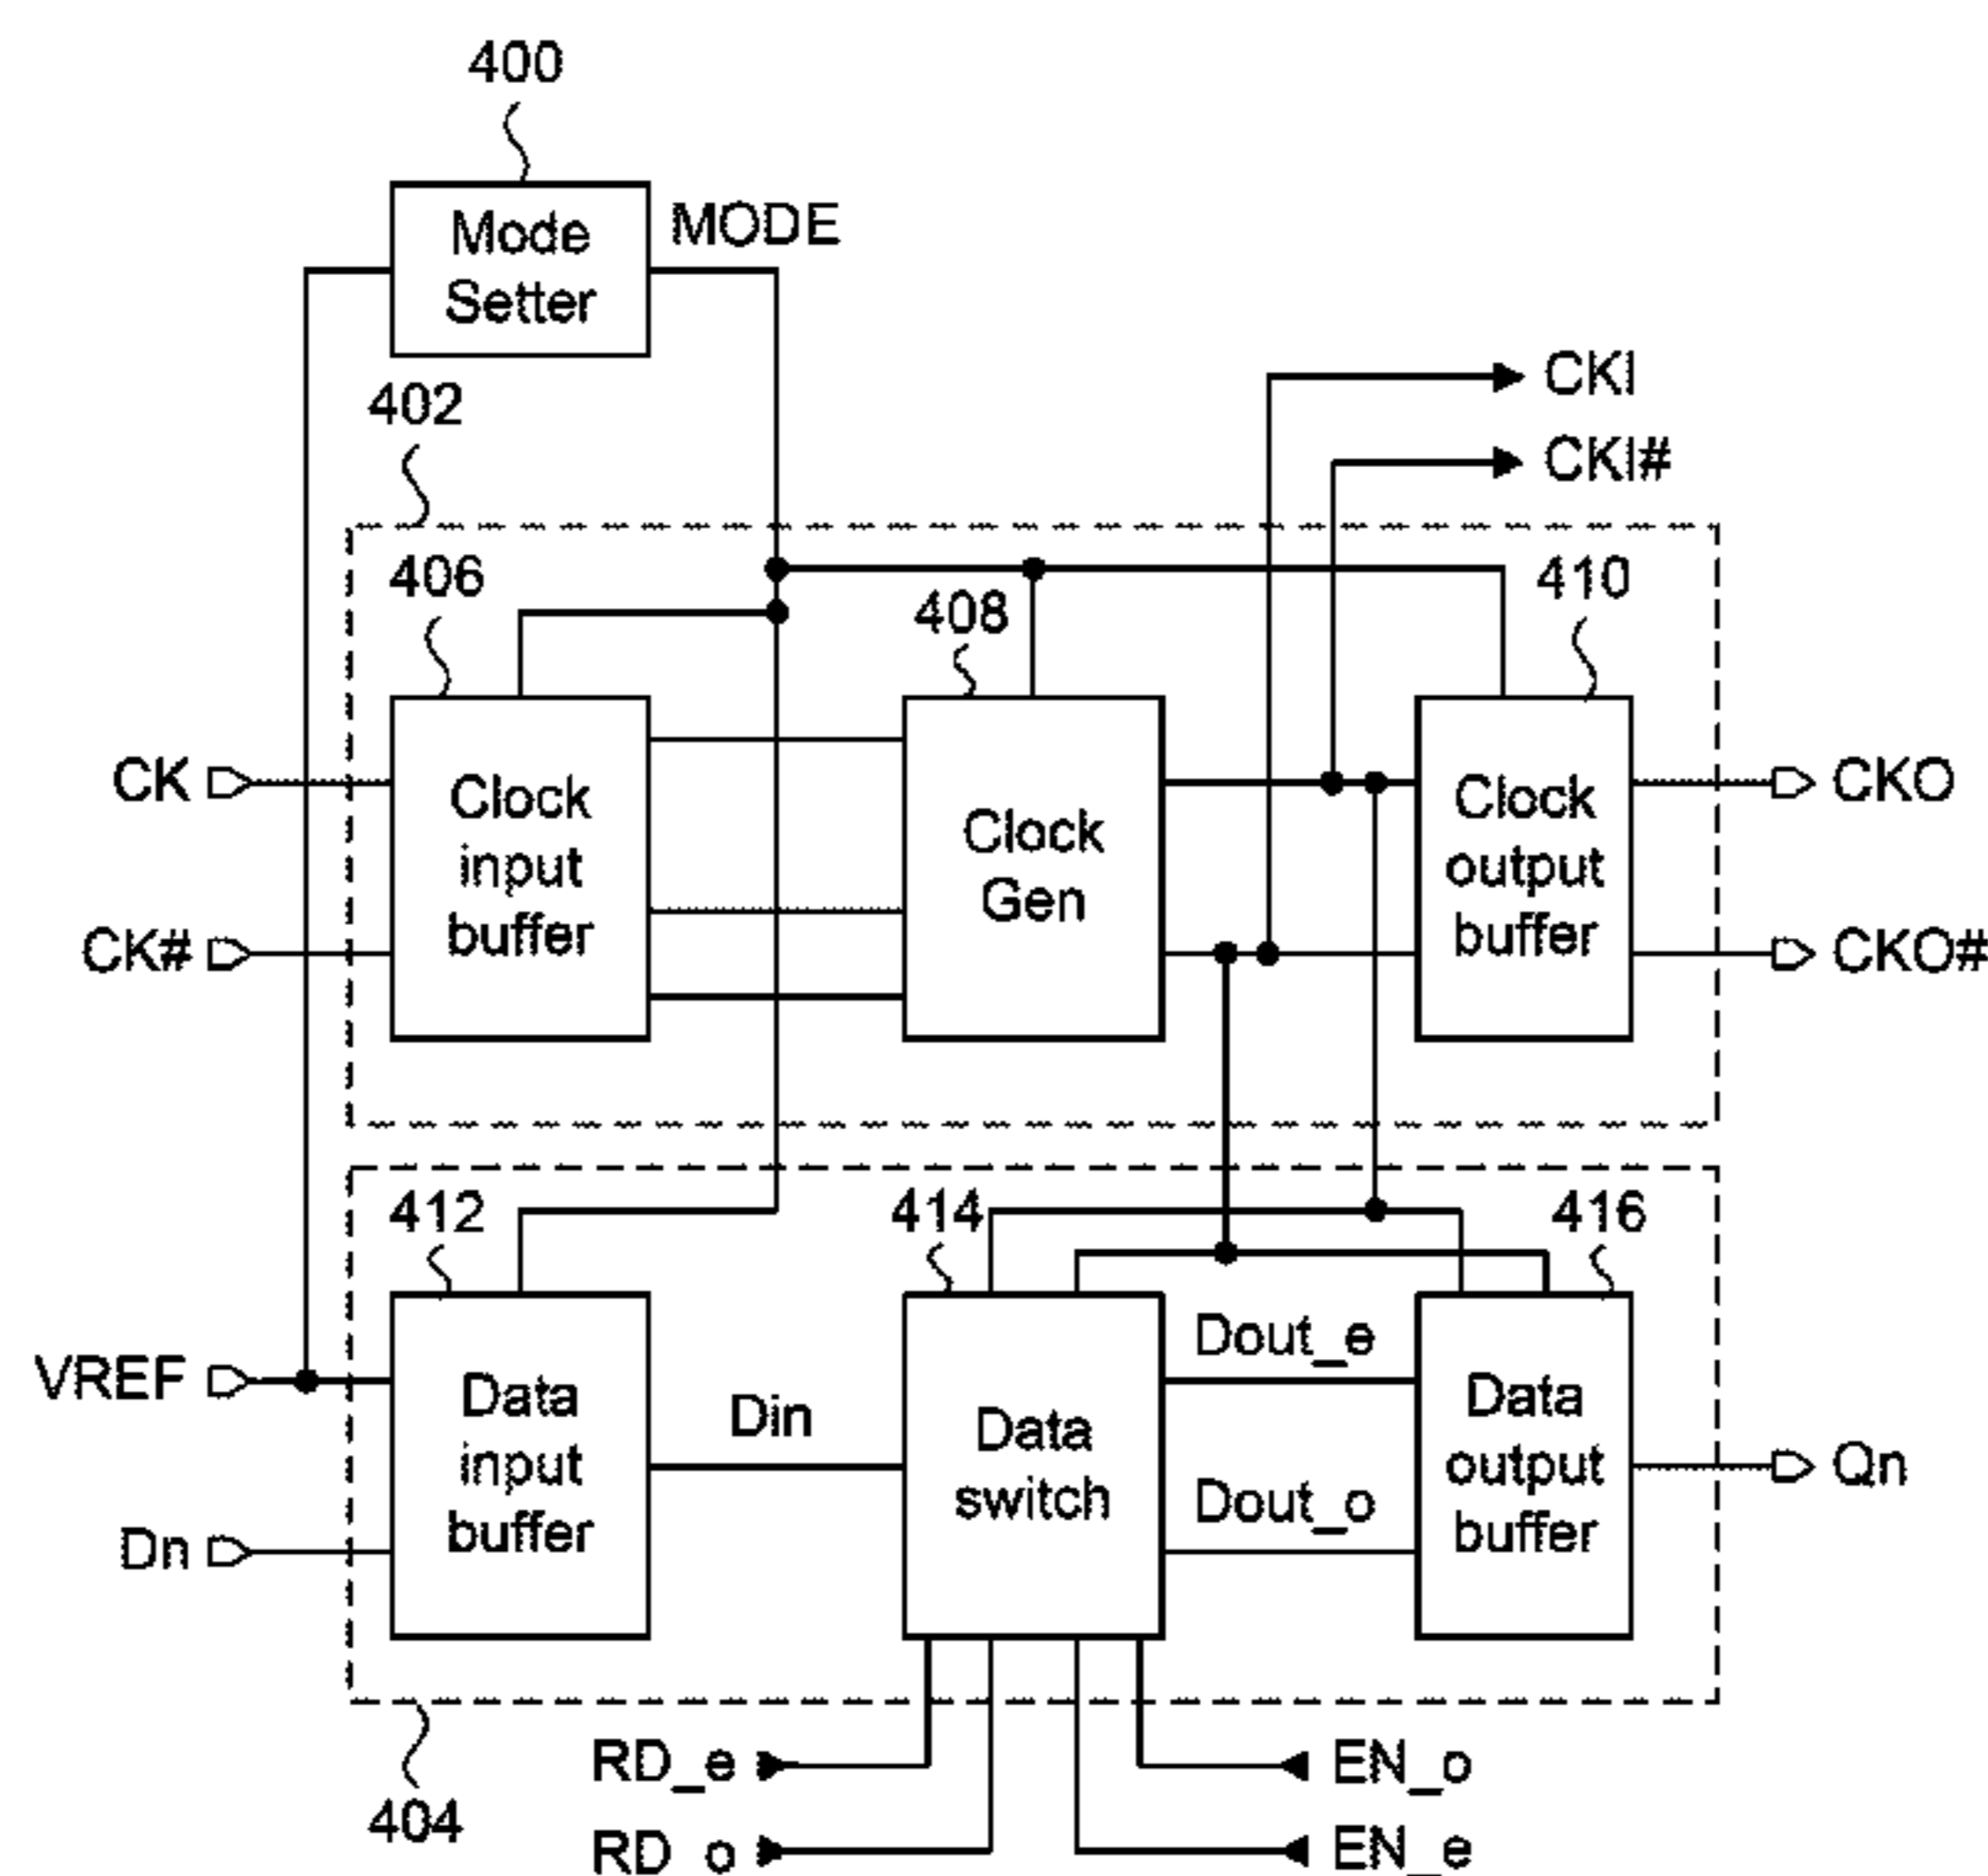 400
Mode
Setter
MODE
CKI
402
CKI#
406
408
410
CK
Clock
input
buffer
Clock
Gen
Clock
output
buffer
CKO
CK#
CKO#
412
414
416
VREF
Data
input
buffer
Din
Data
switch
Dout_e
Dout_o
Data
output
buffer
Qn
Dn
RD_e
EN_o
404
RD_o
EN_e